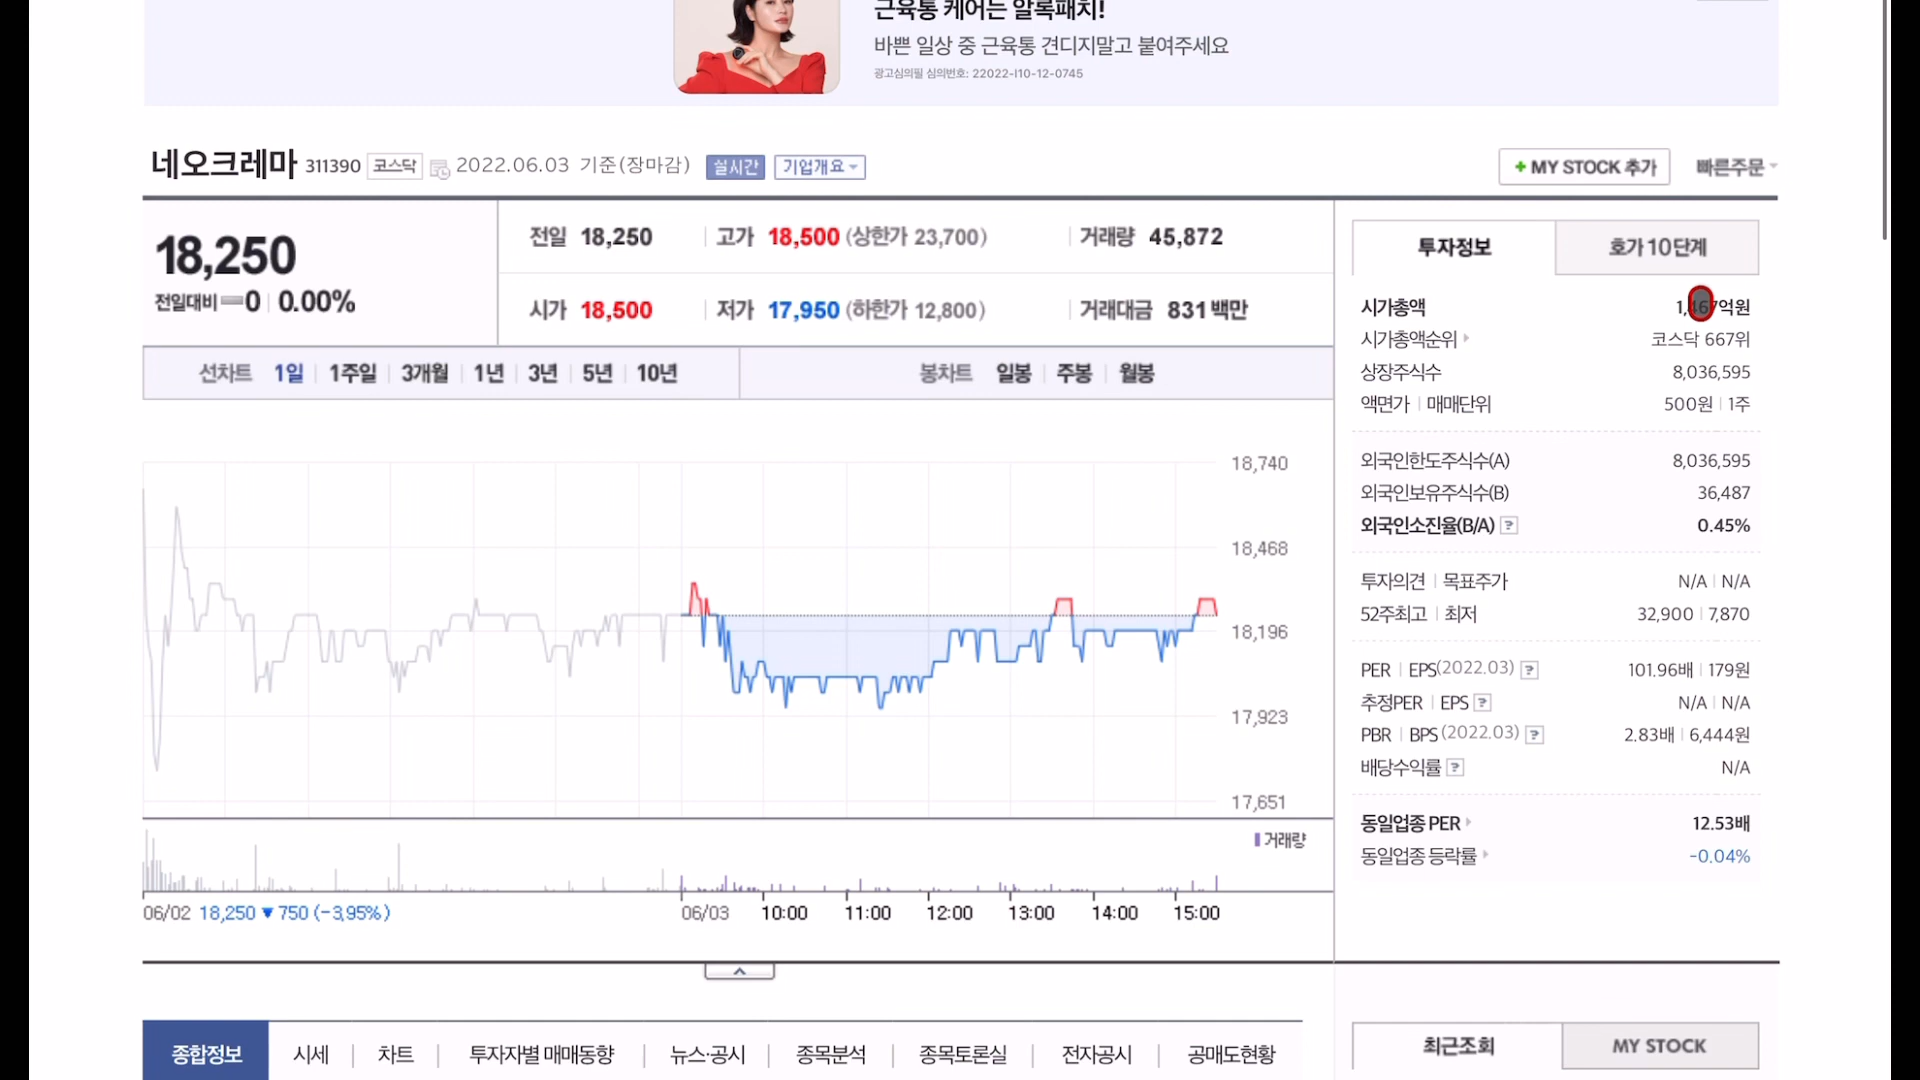 근육통 케어는 알록패치!
바쁜 일상 중 근육통 견디지말고 붙여주세요
광고심의필 심의번호: 22022-I10-12-0745
네오크레마 311390 코스닥 2022.06.03 기준(장마감) 실시간 기업개요
+ MY STOCK 추가 빠른주문
18,250
전일대비 0 0.00%
전일 18,250 고가 18,500 (상한가 23,700) 거래량 45,872
시가 18,500 저가 17,950 (하한가 12,800) 거래대금 831 백만
선차트 1일 1주일 3개월 1년 3년 5년 10년 봉차트 일봉 주봉 월봉
18,740
18,468
18,196
17,923
17,651
거래량
06/02 18,250 ▼ 750 (-3,95%) 06/03 10:00 11:00 12:00 13:00 14:00 15:00
투자정보 호가 10단계
시가총액 1,467억원
시가총액순위 코스닥 667위
상장주식수 8,036,595
액면가 매매단위 500원 1주
외국인한도주식수(A) 8,036,595
외국인보유주식수(B) 36,487
외국인소진율(B/A) ? 0.45%
투자의견 목표주가 N/A N/A
52주최고 최저 32,900 7,870
PER EPS(2022.03) ? 101.96배 179원
추정PER EPS ? N/A N/A
PBR BPS (2022.03) ? 2.83배 6,444원
배당수익률 ? N/A
동일업종 PER 12.53배
동일업종 등락률 -0.04%
종합정보 시세 차트 투자자별 매매동향 뉴스·공시 종목분석 종목토론실 전자공시 공매도현황
최근조회 MY STOCK